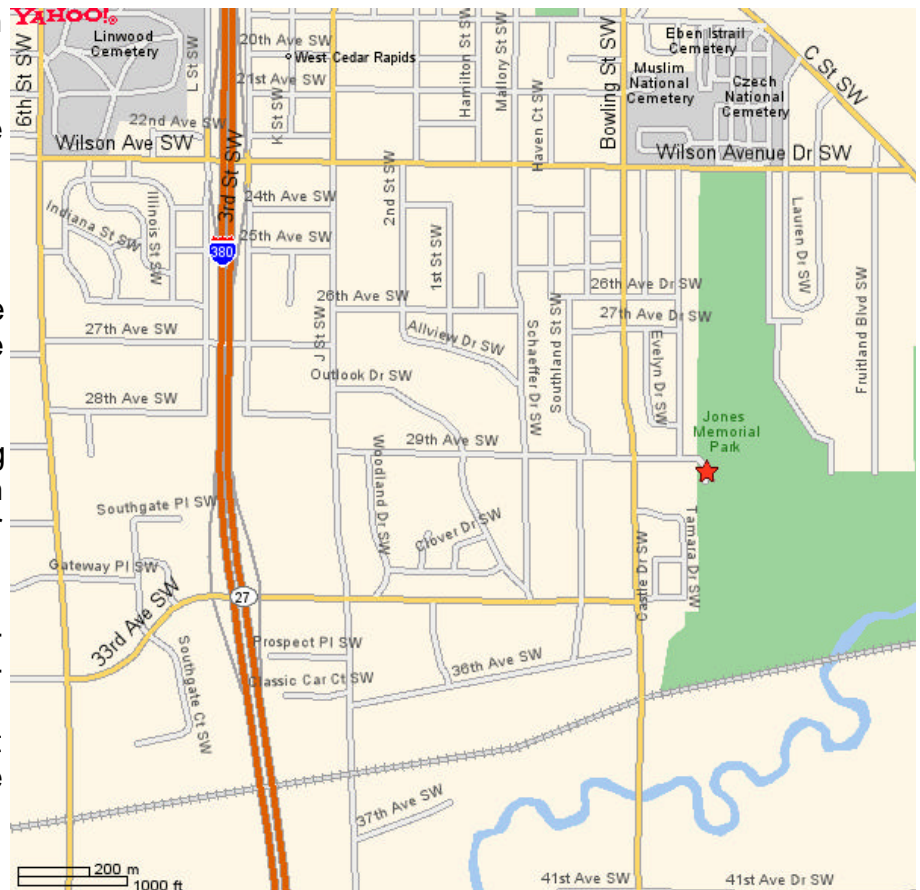 YAHOO!®
Linwood
Cemetery
6th St SW
L St SW
20th Ave SW
West Cedar Rapids
21st Ave SW
K St SW
22nd Ave SW
Hamilton St SW
Mallory St SW
Haven Ct SW
Bowling St SW
Eben Istrail
Cemetery
Muslim
National
Cemetery
Czech
National
Cemetery
C St SW
Wilson Ave SW
Wilson Avenue Dr SW
3rd St SW
Indiana St SW
Illinois St SW
24th Ave SW
25th Ave SW
380
2nd St SW
1st St SW
Lauren Dr SW
Fruitland Blvd SW
26th Ave SW
26th Ave Dr SW
27th Ave SW
27th Ave Dr SW
J St SW
Allview Dr SW
Schaeffer Dr SW
Southland St SW
Evelyn Dr SW
Outlook Dr SW
28th Ave SW
Jones
Memorial
Park
29th Ave SW
Woodland Dr SW
Southgate Pl SW
Clover Dr SW
Tamara Dr SW
Castle Dr SW
Gateway Pl SW
27
33rd Ave SW
Southgate Ct SW
Prospect Pl SW
36th Ave SW
Classic Car Ct SW
37th Ave SW
200 m
1000 ft
41st Ave SW
41st Ave Dr SW